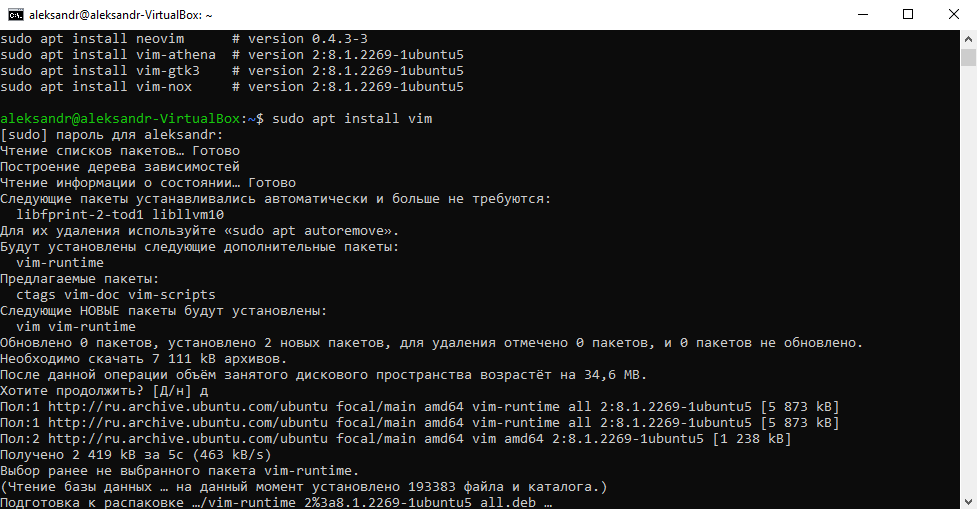 aleksandr@aleksandr-VirtualBox: ~
sudo apt install neovim      # version 0.4.3-3
sudo apt install vim-athena  # version 2:8.1.2269-1ubuntu5
sudo apt install vim-gtk3    # version 2:8.1.2269-1ubuntu5
sudo apt install vim-nox     # version 2:8.1.2269-1ubuntu5
aleksandr@aleksandr-VirtualBox:~$ sudo apt install vim
[sudo] пароль для aleksandr:
Чтение списков пакетов… Готово
Построение дерева зависимостей
Чтение информации о состоянии… Готово
Следующие пакеты устанавливались автоматически и больше не требуются:
  libfprint-2-tod1 libllvm10
Для их удаления используйте «sudo apt autoremove».
Будут установлены следующие дополнительные пакеты:
  vim-runtime
Предлагаемые пакеты:
  ctags vim-doc vim-scripts
Следующие НОВЫЕ пакеты будут установлены:
  vim vim-runtime
Обновлено 0 пакетов, установлено 2 новых пакетов, для удаления отмечено 0 пакетов, и 0 пакетов не обновлено.
Необходимо скачать 7 111 kB архивов.
После данной операции объём занятого дискового пространства возрастёт на 34,6 MB.
Хотите продолжить? [Д/н] д
Пол:1 http://ru.archive.ubuntu.com/ubuntu focal/main amd64 vim-runtime all 2:8.1.2269-1ubuntu5 [5 873 kB]
Пол:1 http://ru.archive.ubuntu.com/ubuntu focal/main amd64 vim-runtime all 2:8.1.2269-1ubuntu5 [5 873 kB]
Пол:2 http://ru.archive.ubuntu.com/ubuntu focal/main amd64 vim amd64 2:8.1.2269-1ubuntu5 [1 238 kB]
Получено 2 419 kB за 5с (463 kB/s)
Выбор ранее не выбранного пакета vim-runtime.
(Чтение базы данных … на данный момент установлено 193383 файла и каталога.)
Подготовка к распаковке …/vim-runtime 2%3a8.1.2269-1ubuntu5 all.deb …